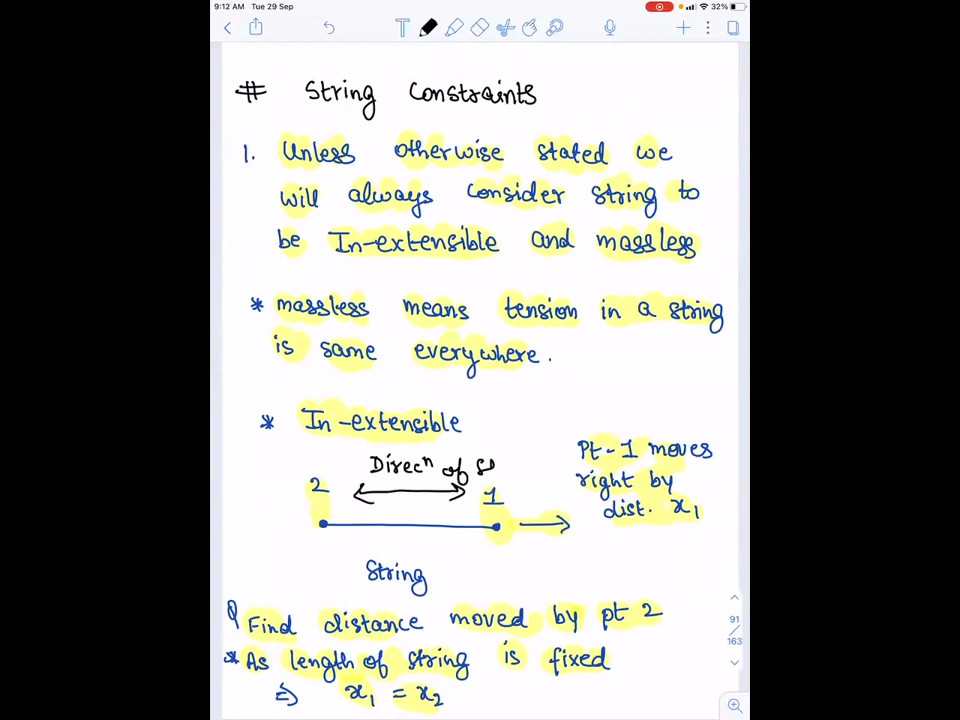 9:12 AM Tue 29 Sep 32%
# String Constraints
1. Unless otherwise stated we
will always consider string to
be In-extensible and massless
* massless means tension in a string
is same everywhere.
* In-extensible
Direcⁿ of
2
1
Pt-1 moves
right by
dist. x₁
String
Q Find distance moved by pt 2
* As length of string is fixed
⇒ x₁ = x₂
91
/
163